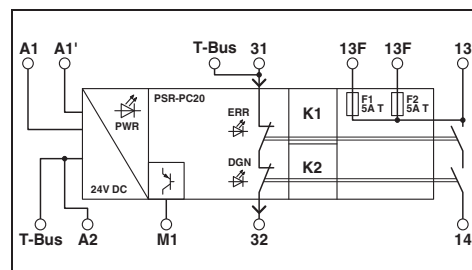 A1 A1' T-Bus 31 13F 13F 13
PSR-PC20
F1
5A T
F2
5A T
ERR
K1
PWR
DGN
K2
24V DC
T-Bus A2 M1 32 14